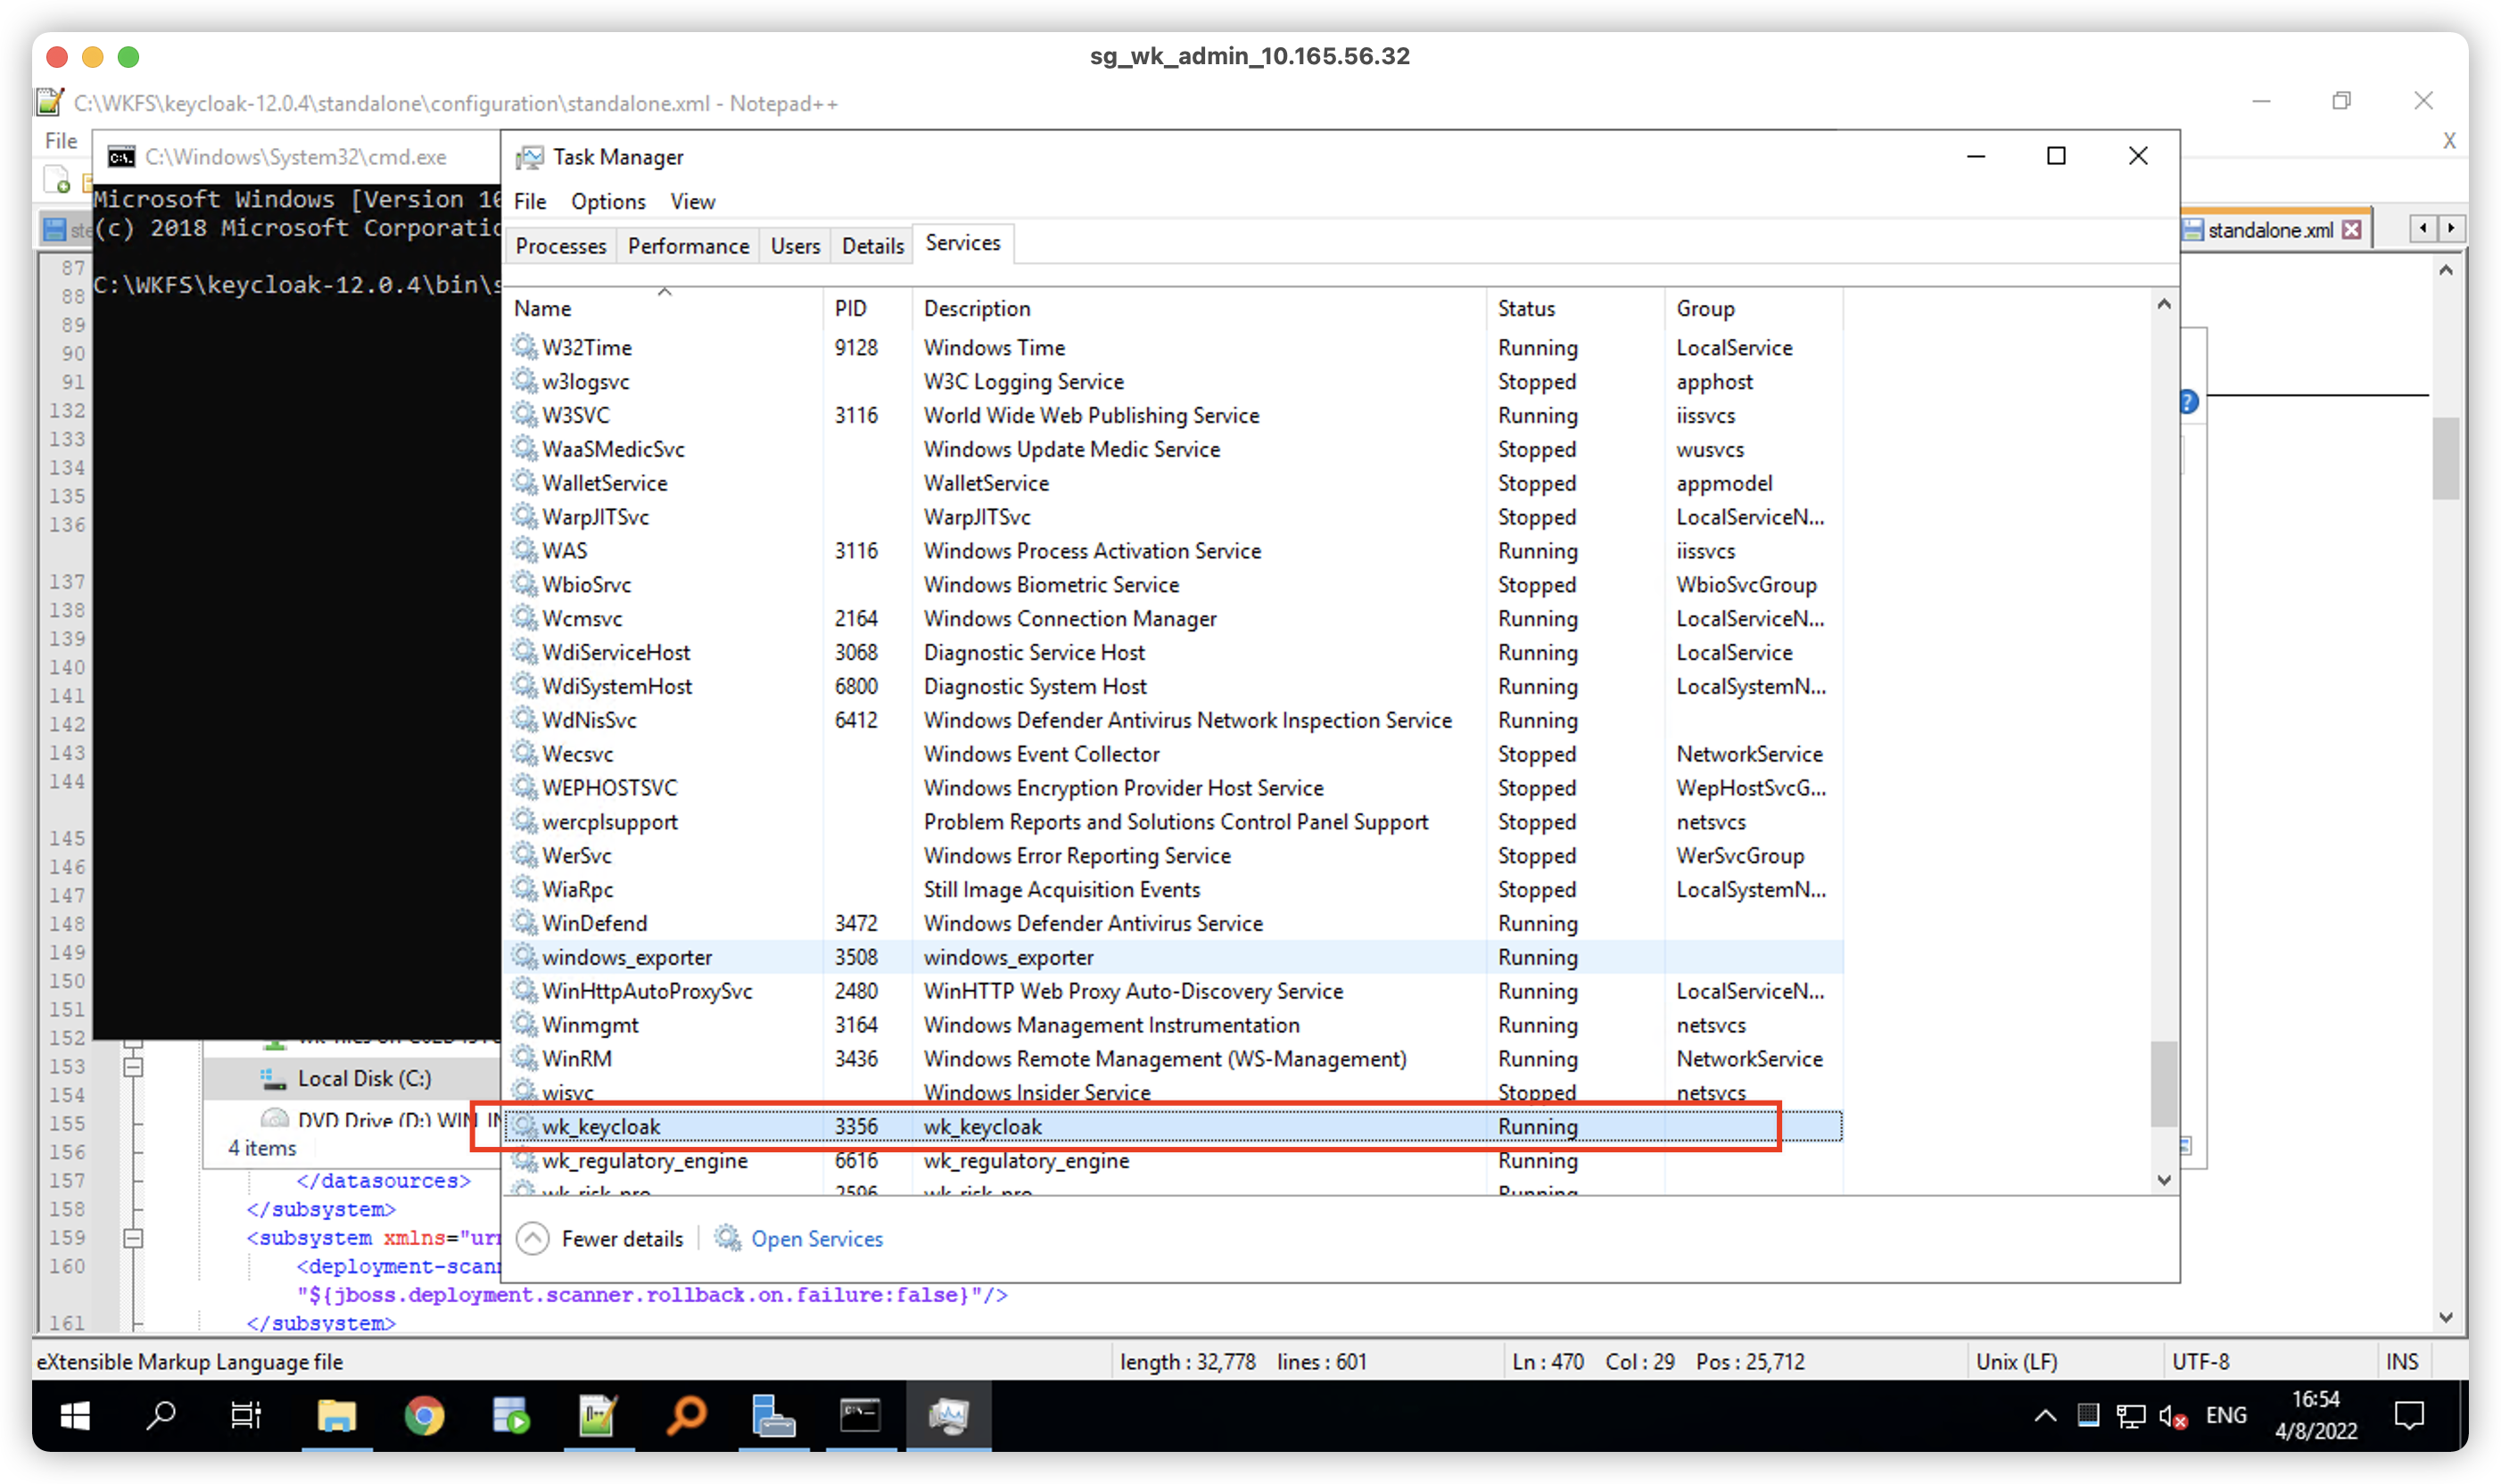 sg_wk_admin_10.165.56.32
C:\WKFS\keycloak-12.0.4\standalone\configuration\standalone.xml - Notepad++
File
X
C:\Windows\System32\cmd.exe
Microsoft Windows [Version 1
(c) 2018 Microsoft Corporatio
C:\WKFS\keycloak-12.0.4\bin\s
Task Manager
File Options View
Processes Performance Users Details Services
standalone.xml
Name PID Description Status Group
W32Time 9128 Windows Time Running LocalService
w3logsvc W3C Logging Service Stopped apphost
W3SVC 3116 World Wide Web Publishing Service Running iissvcs
WaaSMedicSvc Windows Update Medic Service Stopped wusvcs
WalletService WalletService Stopped appmodel
WarpJITSvc WarpJITSvc Stopped LocalServiceN...
WAS 3116 Windows Process Activation Service Running iissvcs
WbioSrvc Windows Biometric Service Stopped WbioSvcGroup
Wcmsvc 2164 Windows Connection Manager Running LocalServiceN...
WdiServiceHost 3068 Diagnostic Service Host Running LocalService
WdiSystemHost 6800 Diagnostic System Host Running LocalSystemN...
WdNisSvc 6412 Windows Defender Antivirus Network Inspection Service Running
Wecsvc Windows Event Collector Stopped NetworkService
WEPHOSTSVC Windows Encryption Provider Host Service Stopped WepHostSvcG...
wercplsupport Problem Reports and Solutions Control Panel Support Stopped netsvcs
WerSvc Windows Error Reporting Service Stopped WerSvcGroup
WiaRpc Still Image Acquisition Events Stopped LocalSystemN...
WinDefend 3472 Windows Defender Antivirus Service Running
windows_exporter 3508 windows_exporter Running
WinHttpAutoProxySvc 2480 WinHTTP Web Proxy Auto-Discovery Service Running LocalServiceN...
Winmgmt 3164 Windows Management Instrumentation Running netsvcs
WinRM 3436 Windows Remote Management (WS-Management) Running NetworkService
wisvc Windows Insider Service Stopped netsvcs
wk_keycloak 3356 wk_keycloak Running
wk_regulatory_engine 6616 wk_regulatory_engine Running
wk_risk_pro 2596 wk_risk_pro Running
Fewer details Open Services
87
88
89
90
91
132
133
134
135
136
137
138
139
140
141
142
143
144
145
146
147
148
149
150
151
152
153
154
155
156
157
158
159
160
161
Local Disk (C:)
DVD Drive (D:) WIN_IN
4 items
</datasources>
</subsystem>
<subsystem xmlns="ur
<deployment-scan
"${jboss.deployment.scanner.rollback.on.failure:false}"/>
</subsystem>
eXtensible Markup Language file length : 32,778 lines : 601 Ln : 470 Col : 29 Pos : 25,712 Unix (LF) UTF-8 INS
ENG
16:54
4/8/2022